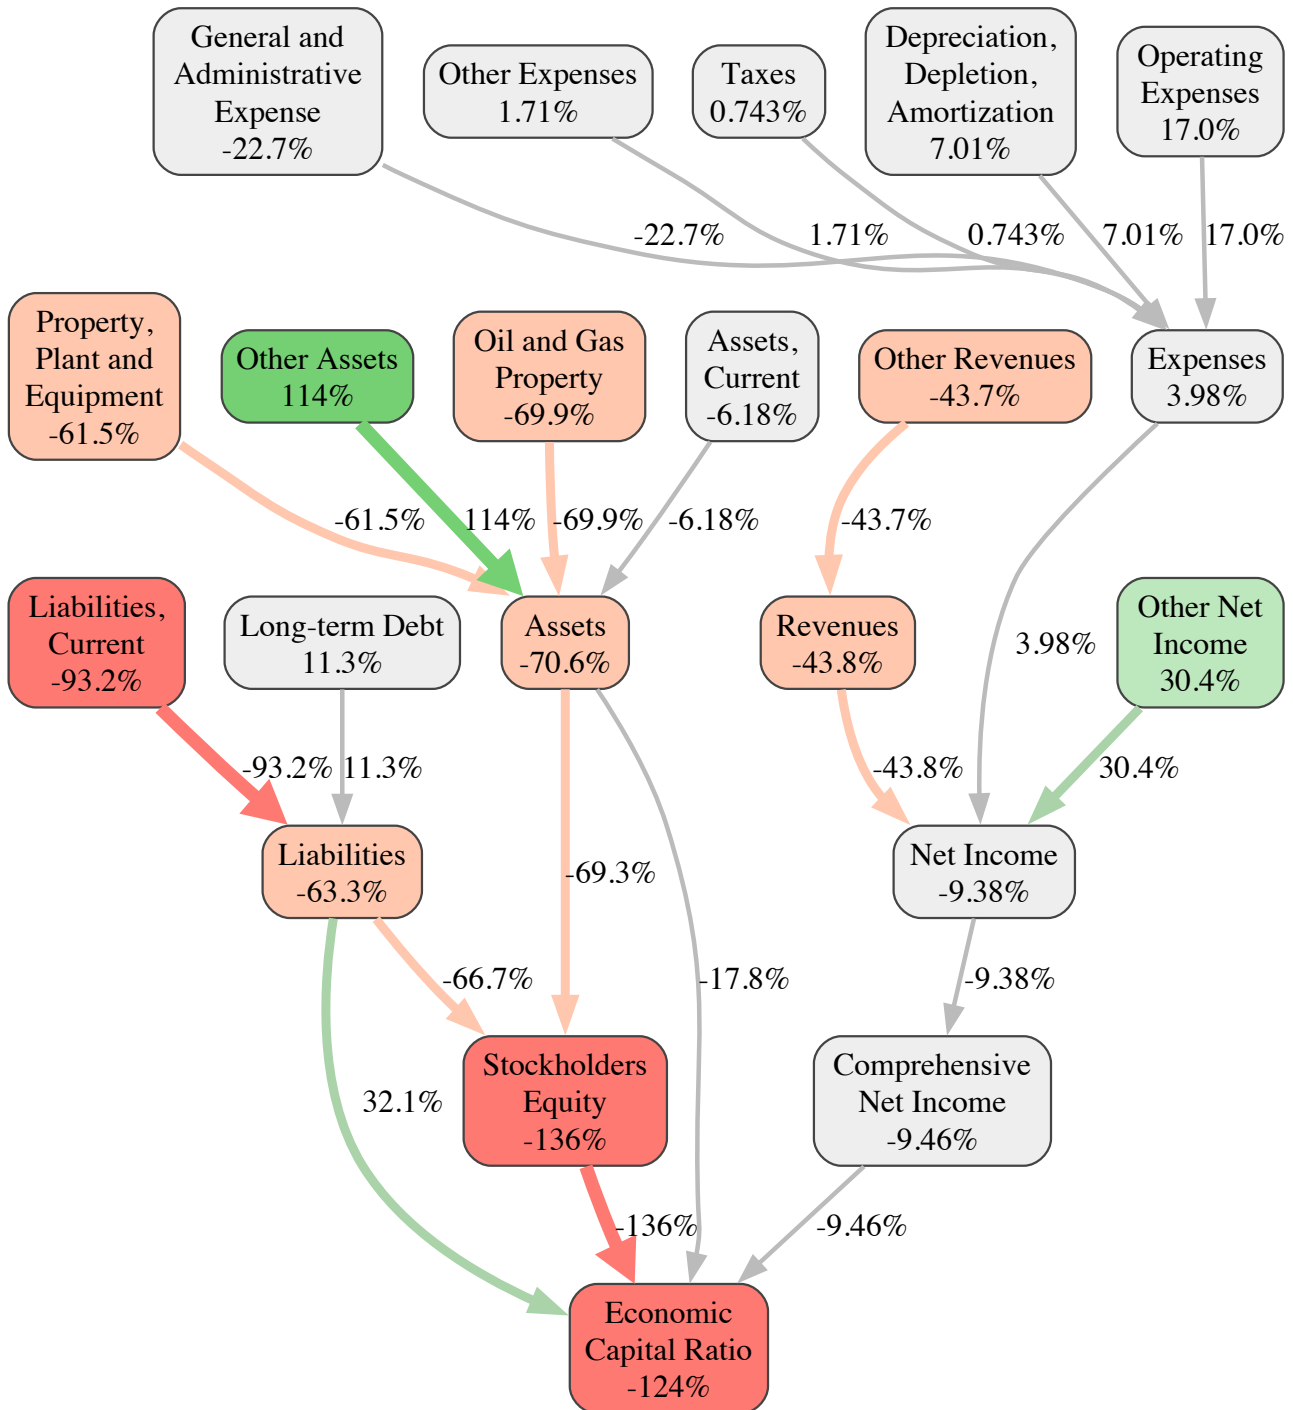 General and
Administrative
Expense
-22.7%
Other Expenses
1.71%
Taxes
0.743%
Depreciation,
Depletion,
Amortization
7.01%
Operating
Expenses
17.0%
-22.7%
1.71%
0.743%
7.01%
17.0%
Property,
Plant and
Equipment
-61.5%
Other Assets
114%
Oil and Gas
Property
-69.9%
Assets,
Current
-6.18%
Other Revenues
-43.7%
Expenses
3.98%
-61.5%
114%
-69.9%
-6.18%
-43.7%
Liabilities,
Current
-93.2%
Long-term Debt
11.3%
Assets
-70.6%
Revenues
-43.8%
3.98%
Other Net
Income
30.4%
-93.2%
11.3%
-43.8%
30.4%
Liabilities
-63.3%
-69.3%
Net Income
-9.38%
-66.7%
-17.8%
-9.38%
32.1%
Stockholders
Equity
-136%
Comprehensive
Net Income
-9.46%
-136%
-9.46%
Economic
Capital Ratio
-124%